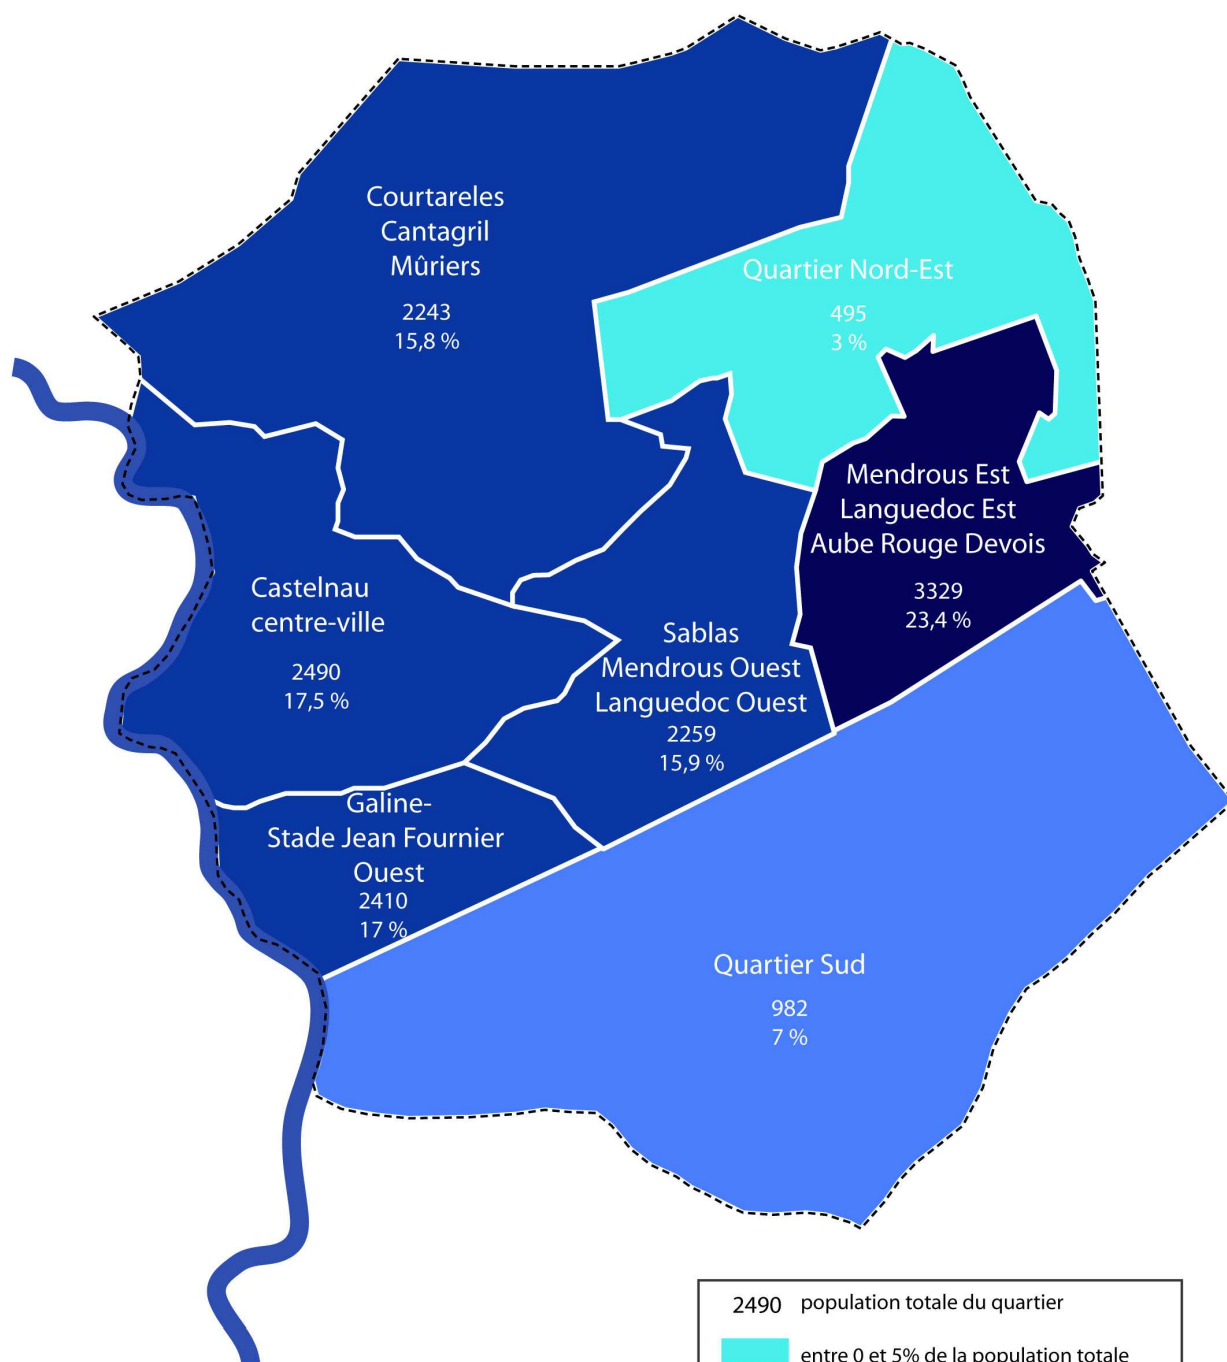 Courtareles
Cantagril
Mûriers
2243
15,8 %
Quartier Nord-Est
495
3 %
Mendrous Est
Languedoc Est
Aube Rouge Devois
3329
23,4 %
Castelnau
centre-ville
2490
17,5 %
Sablas
Mendrous Ouest
Languedoc Ouest
2259
15,9 %
Galine-
Stade Jean Fournier
Ouest
2410
17 %
Quartier Sud
982
7 %
2490 population totale du quartier
entre 0 et 5% de la population totale